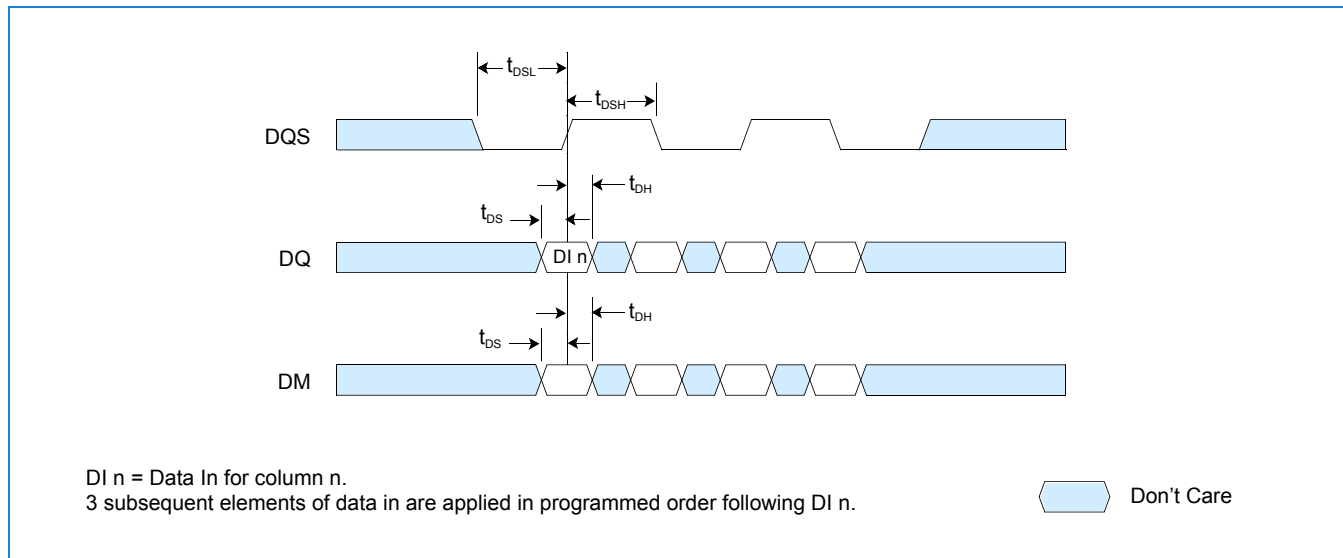 tDSL
tDSH
DQS
tDH
tDS
DQ
DI n
tDH
tDS
DM
DI n = Data In for column n.
3 subsequent elements of data in are applied in programmed order following DI n.
Don't Care